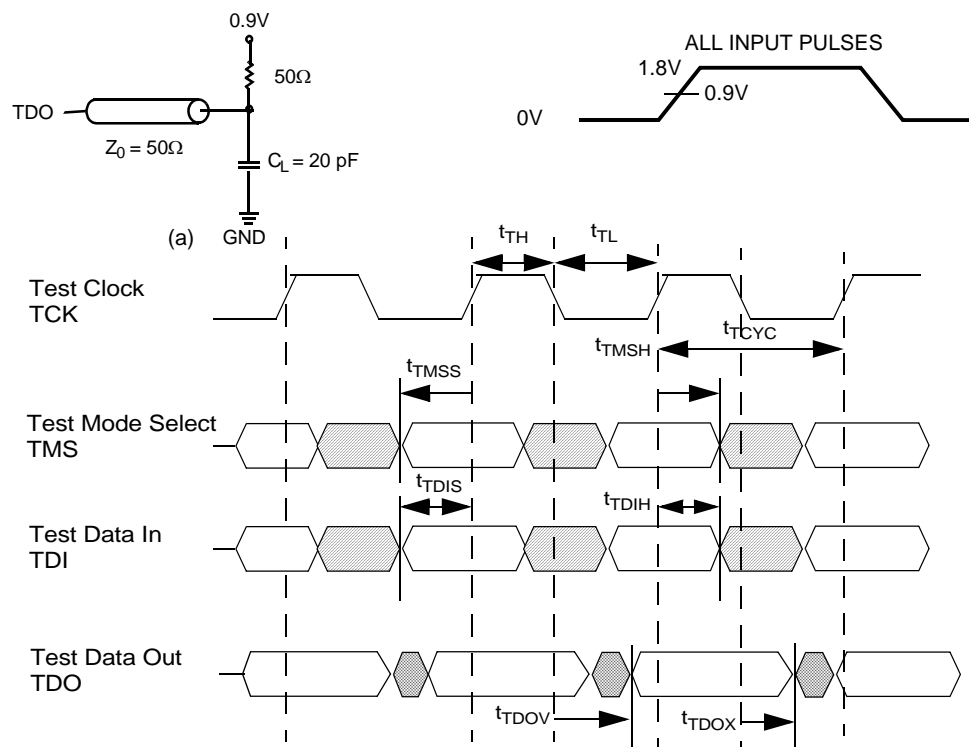 0.9V
50Ω
TDO
Z0 = 50Ω
CL = 20 pF
(a) GND
ALL INPUT PULSES
1.8V
0.9V
0V
tTH
tTL
Test Clock
TCK
tTCYC
tTMSH
tTMSS
Test Mode Select
TMS
tTDIS
tTDIH
Test Data In
TDI
Test Data Out
TDO
tTDOV
tTDOX